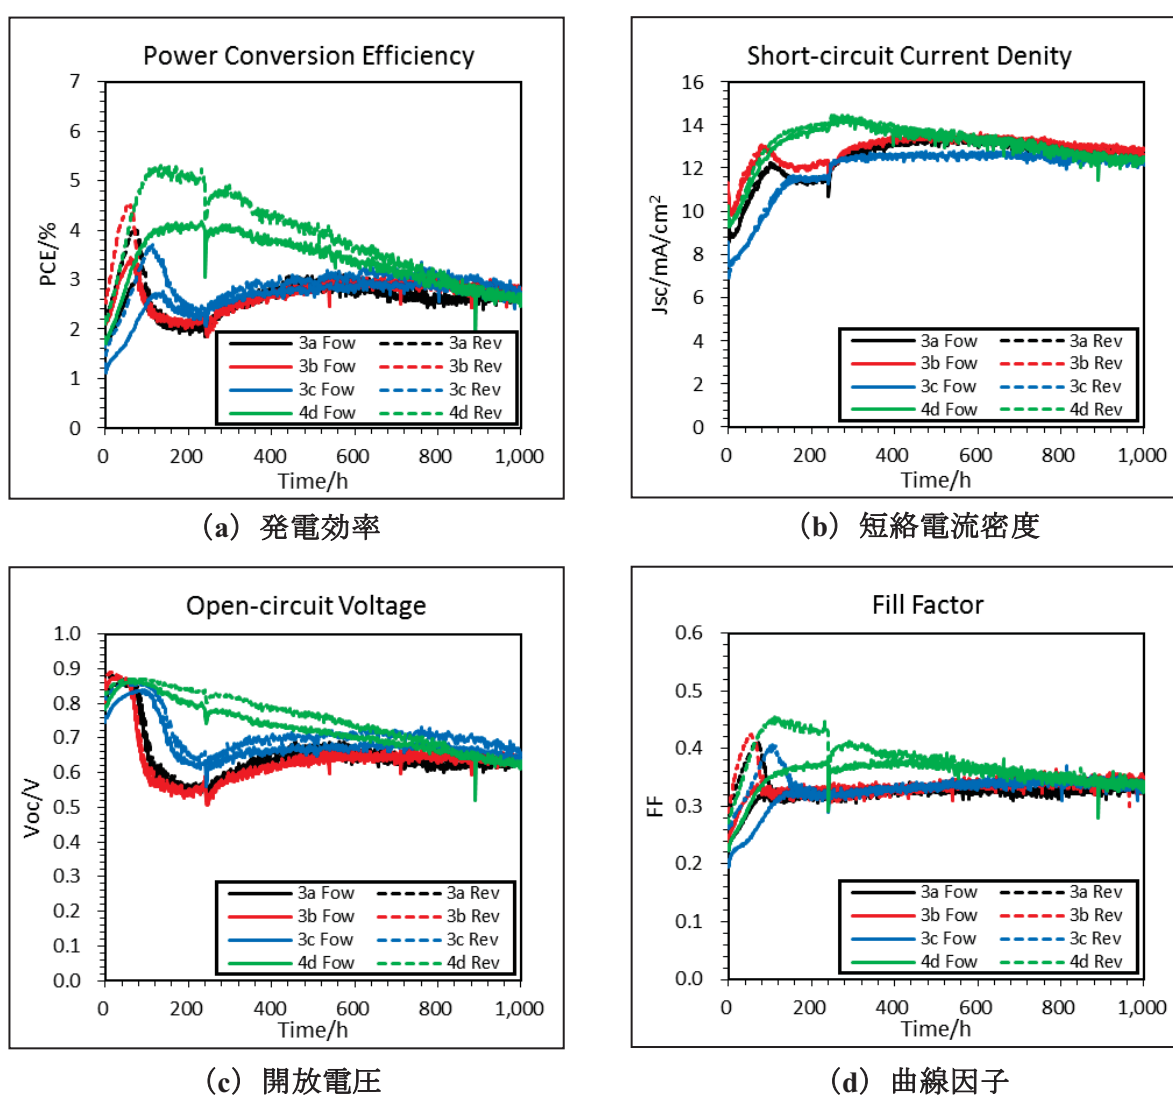 Power Conversion Efficiency
PCE/%
7
6
5
4
3
2
1
0
3a Fow 3a Rev
3b Fow 3b Rev
3c Fow 3c Rev
4d Fow 4d Rev
0 200 400 600 800 1,000
Time/h
(a) 発電効率
Short-circuit Current Denity
Jsc/mA/cm²
16
14
12
10
8
6
4
2
0
3a Fow 3a Rev
3b Fow 3b Rev
3c Fow 3c Rev
4d Fow 4d Rev
0 200 400 600 800 1,000
Time/h
(b) 短絡電流密度
Open-circuit Voltage
Voc/V
1.0
0.9
0.8
0.7
0.6
0.5
0.4
0.3
0.2
0.1
0.0
3a Fow 3a Rev
3b Fow 3b Rev
3c Fow 3c Rev
4d Fow 4d Rev
0 200 400 600 800 1,000
Time/h
(c) 開放電圧
Fill Factor
FF
0.6
0.5
0.4
0.3
0.2
0.1
0.0
3a Fow 3a Rev
3b Fow 3b Rev
3c Fow 3c Rev
4d Fow 4d Rev
0 200 400 600 800 1,000
Time/h
(d) 曲線因子